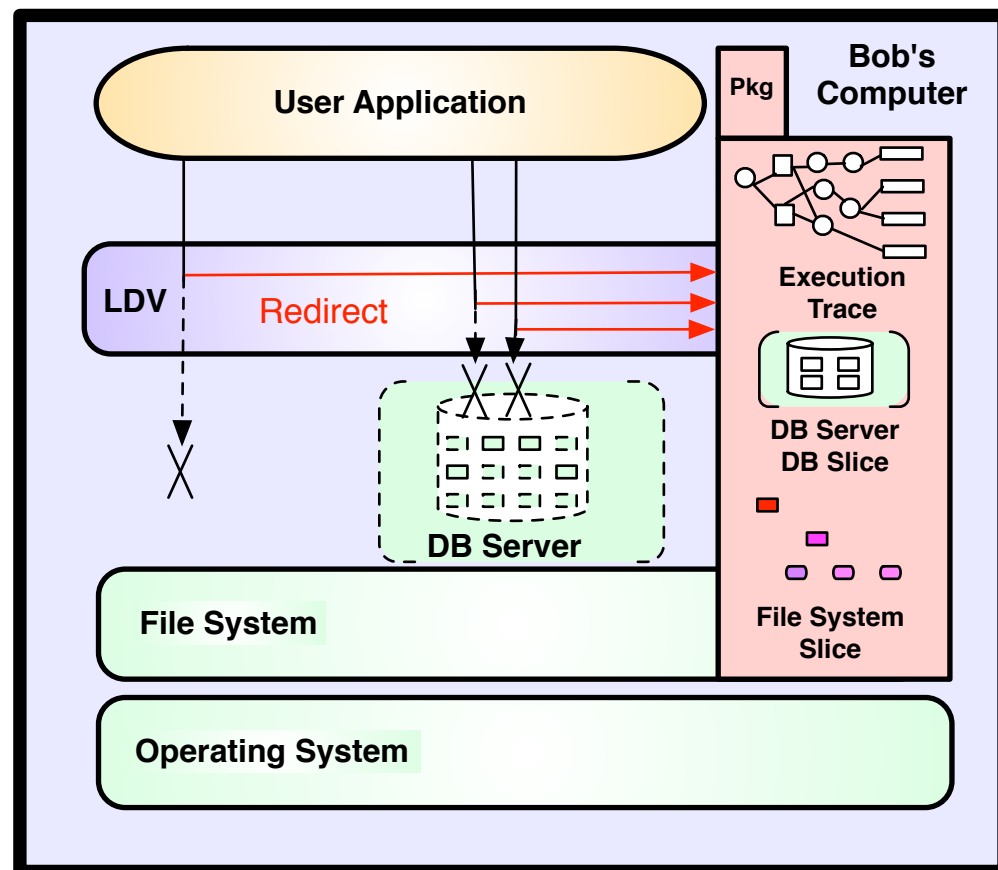 User Application
Pkg
Bob's
Computer
LDV
Redirect
Execution
Trace
DB Server
DB Slice
DB Server
File System
File System
Slice
Operating System